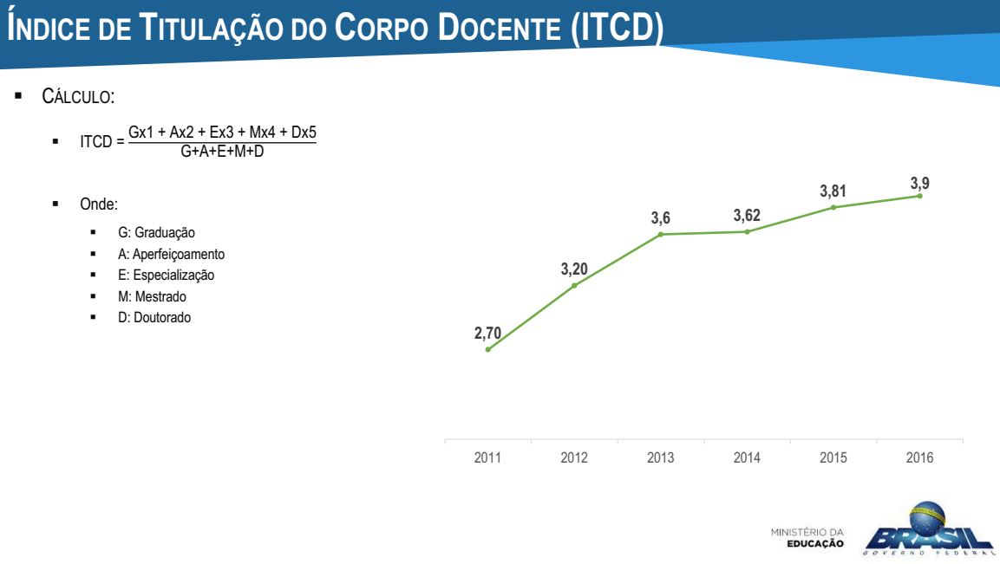 ÍNDICE DE TITULAÇÃO DO CORPO DOCENTE (ITCD)
▪ CÁLCULO:
▪ ITCD = Gx1 + Ax2 + Ex3 + Mx4 + Dx5
G+A+E+M+D
▪ Onde:
▪ G: Graduação
▪ A: Aperfeiçoamento
▪ E: Especialização
▪ M: Mestrado
▪ D: Doutorado
2,70
3,20
3,6
3,62
3,81
3,9
2011 2012 2013 2014 2015 2016
MINISTÉRIO DA
EDUCAÇÃO
BRASIL
GOVERNO FEDERAL